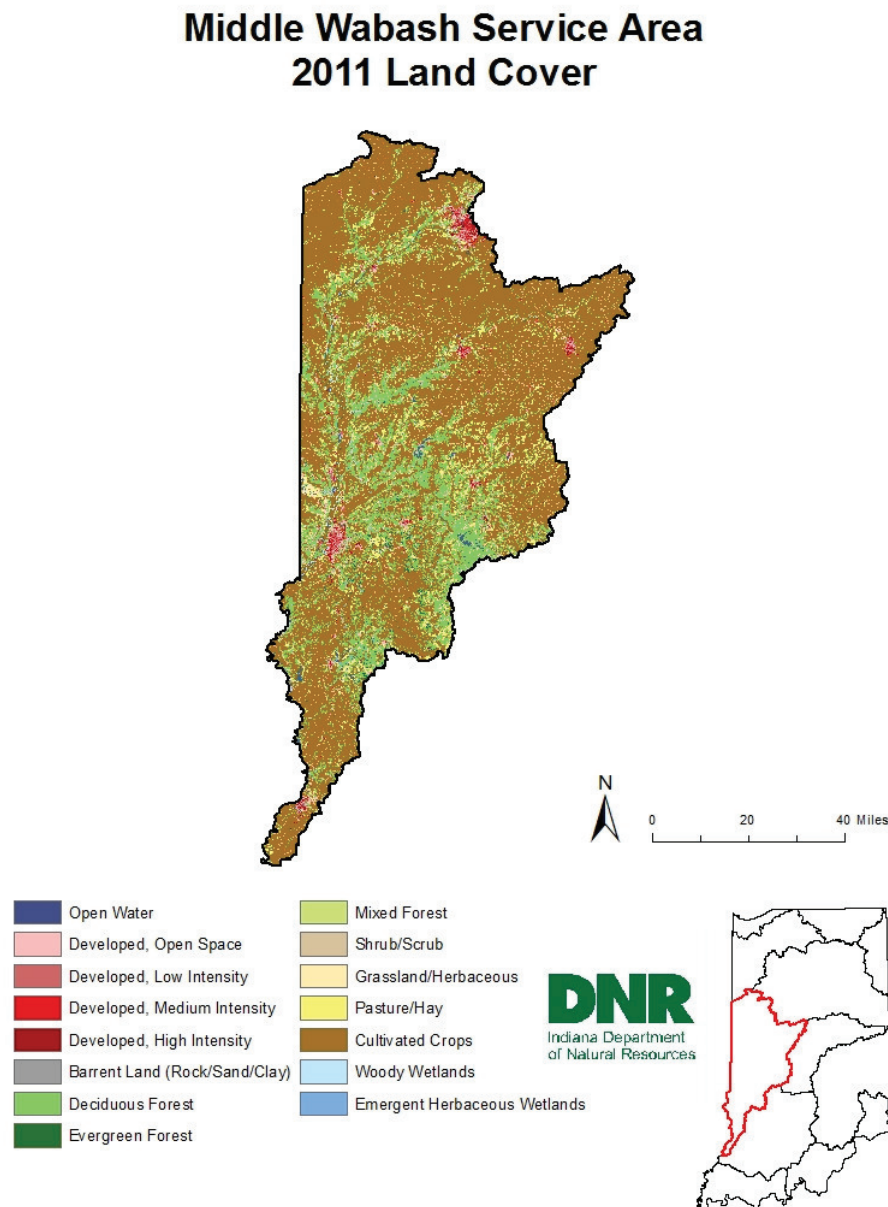 Middle Wabash Service Area
2011 Land Cover
N
0 20 40 Miles
Open Water
Developed, Open Space
Developed, Low Intensity
Developed, Medium Intensity
Developed, High Intensity
Barrent Land (Rock/Sand/Clay)
Deciduous Forest
Evergreen Forest
Mixed Forest
Shrub/Scrub
Grassland/Herbaceous
Pasture/Hay
Cultivated Crops
Woody Wetlands
Emergent Herbaceous Wetlands
DNR
Indiana Department
of Natural Resources